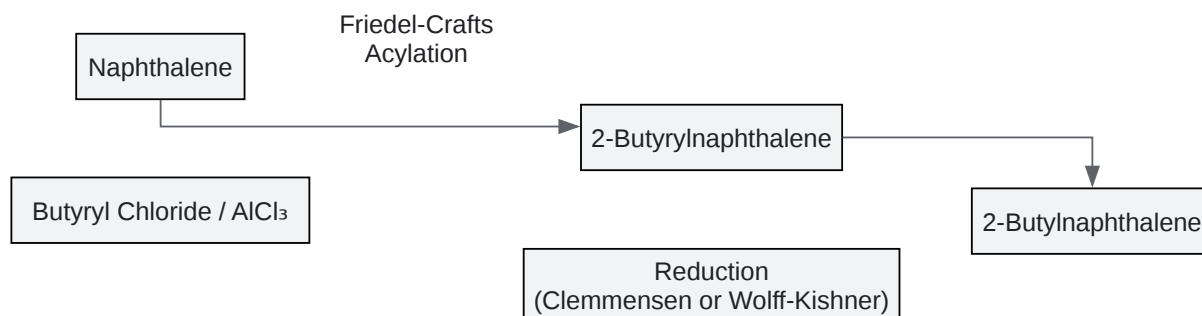 Friedel-Crafts
Acylation
Naphthalene
2-Butyrylnaphthalene
Butyryl Chloride / AlCl₃
2-Butylnaphthalene
Reduction
(Clemmensen or Wolff-Kishner)